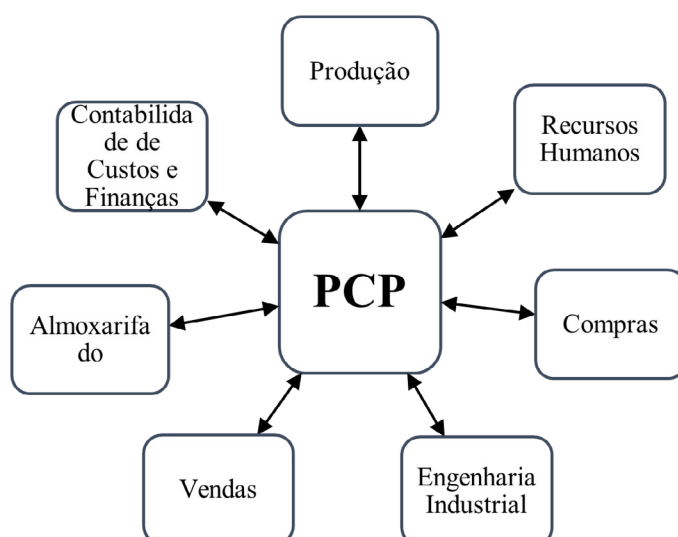 Produção
Contabilida
de de
Custos e
Finanças
Recursos
Humanos
PCP
Almoxarifa
do
Compras
Vendas
Engenharia
Industrial